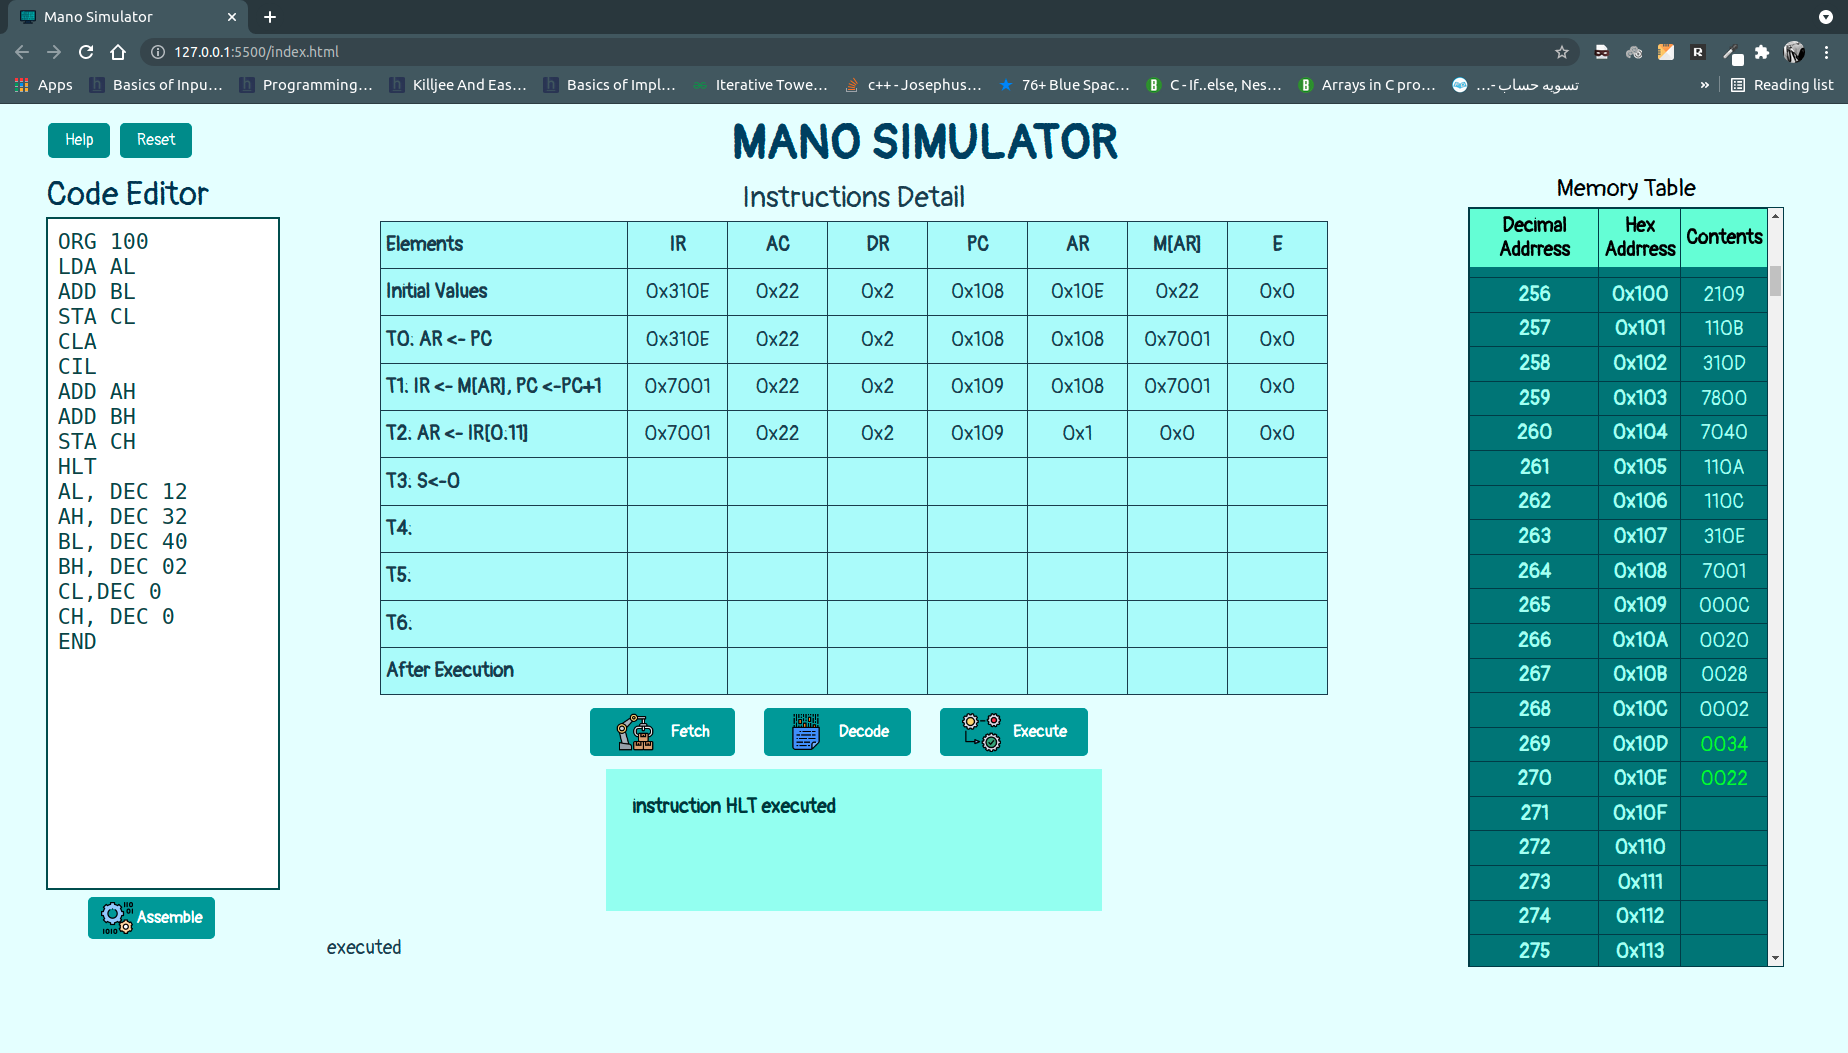 Mano Simulator
127.0.0.1:5500/index.html
Apps Basics of Inpu... Programming... Killjee And Eas... Basics of Impl... Iterative Towe... c++ - Josephus... 76+ Blue Spac... C - If..else, Nes... Arrays in C pro... تسویه حساب -... » Reading list
Help Reset
MANO SIMULATOR
Code Editor
ORG 100
LDA AL
ADD BL
STA CL
CLA
CIL
ADD AH
ADD BH
STA CH
HLT
AL, DEC 12
AH, DEC 32
BL, DEC 40
BH, DEC 02
CL,DEC 0
CH, DEC 0
END
Assemble
Instructions Detail
Elements IR AC DR PC AR M[AR] E
Initial Values 0x310E 0x22 0x2 0x108 0x10E 0x22 0x0
T0: AR <- PC 0x310E 0x22 0x2 0x108 0x108 0x7001 0x0
T1: IR <- M[AR], PC <-PC+1 0x7001 0x22 0x2 0x109 0x108 0x7001 0x0
T2: AR <- IR[0:11] 0x7001 0x22 0x2 0x109 0x1 0x0 0x0
T3: S<-0
T4:
T5:
T6:
After Execution
Fetch Decode Execute
instruction HLT executed
executed
Memory Table
Decimal Addrress Hex Addrress Contents
256 0x100 2109
257 0x101 110B
258 0x102 310D
259 0x103 7800
260 0x104 7040
261 0x105 110A
262 0x106 110C
263 0x107 310E
264 0x108 7001
265 0x109 000C
266 0x10A 0020
267 0x10B 0028
268 0x10C 0002
269 0x10D 0034
270 0x10E 0022
271 0x10F
272 0x110
273 0x111
274 0x112
275 0x113